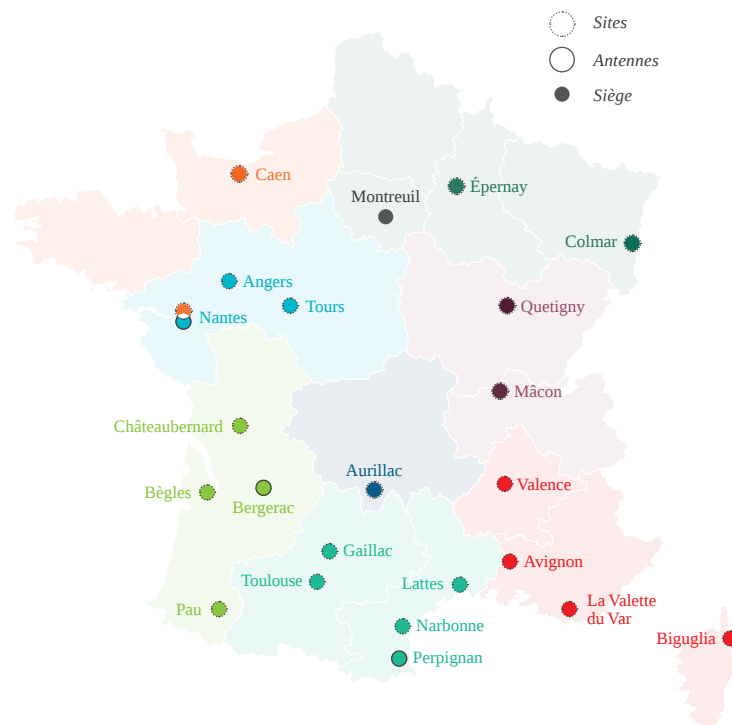 Sites
Antennes
Siège
Caen
Montreuil
Épernay
Colmar
Angers
Tours
Nantes
Quetigny
Mâcon
Châteaubernard
Aurillac
Valence
Bègles
Bergerac
Gaillac
Avignon
Toulouse
Lattes
La Valette
du Var
Pau
Narbonne
Biguglia
Perpignan